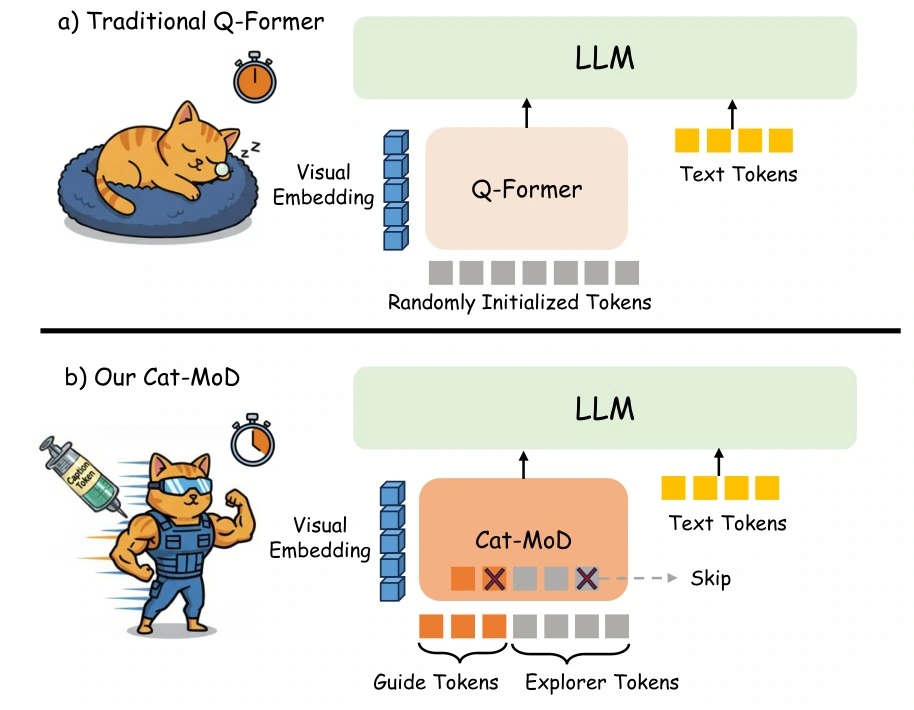 a) Traditional Q-Former
LLM
z z z
Visual
Embedding
Q-Former
Text Tokens
Randomly Initialized Tokens
b) Our Cat-MoD
LLM
Caption
Token
Visual
Embedding
Cat-MoD
Text Tokens
Skip
Guide Tokens
Explorer Tokens